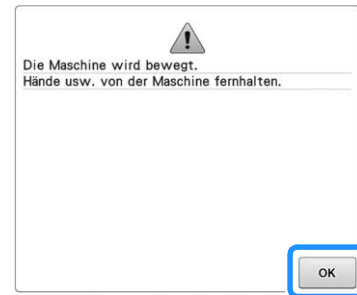 Die Maschine wird bewegt.
Hände usw. von der Maschine fernhalten.
OK